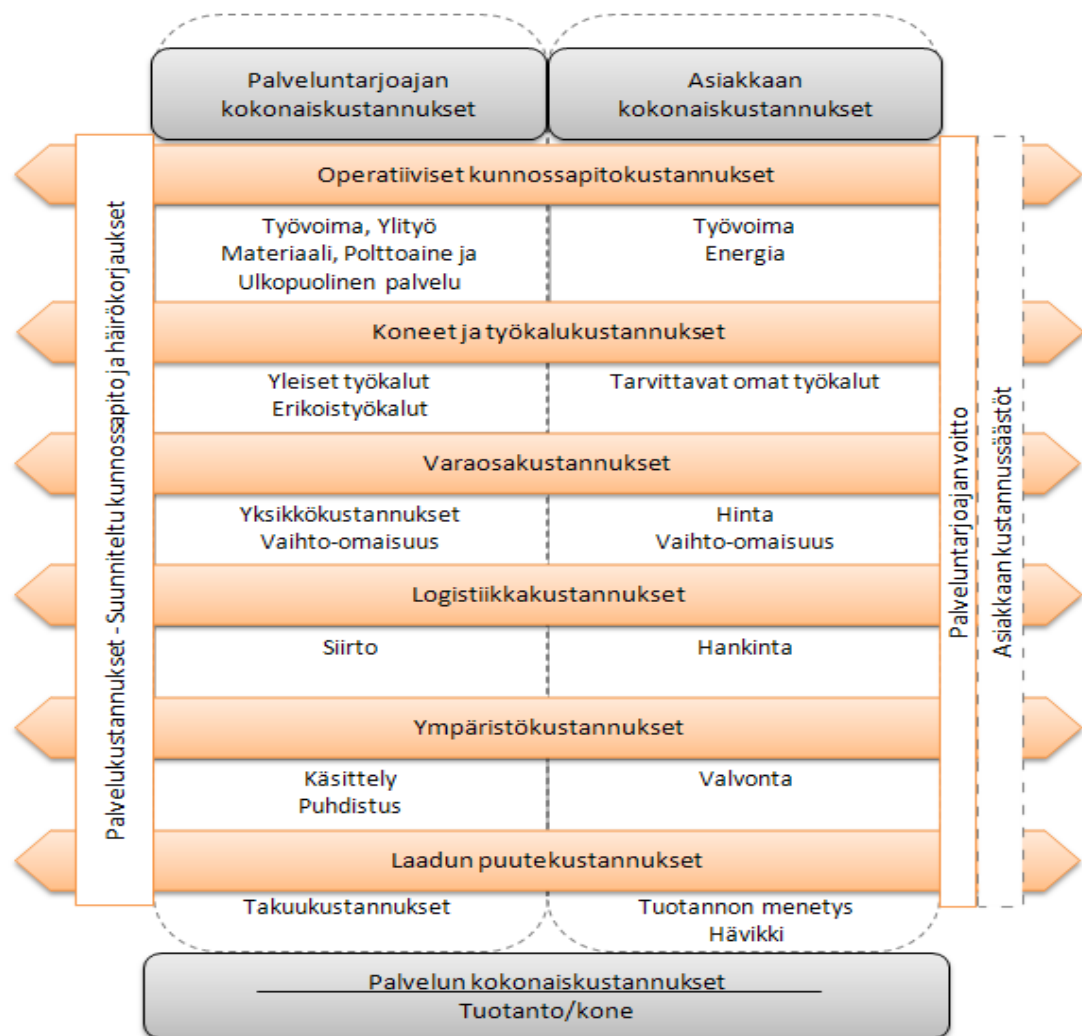 Palveluntarjoajan
kokonaiskustannukset
Asiakkaan
kokonaiskustannukset
Palvelukustannukset - Suunniteltu kunnossapito ja häirökorjaukset
Operatiiviset kunnossapitokustannukset
Työvoima, Ylityö
Materiaali, Polttoaine ja
Ulkopuolinen palvelu
Työvoima
Energia
Koneet ja työkalukustannukset
Yleiset työkalut
Erikoistyökalut
Tarvittavat omat työkalut
Varaosakustannukset
Yksikkökustannukset
Vaihto-omaisuus
Hinta
Vaihto-omaisuus
Logistiikkakustannukset
Siirto
Hankinta
Ympäristökustannukset
Käsittely
Puhdistus
Valvonta
Laadun puutekustannukset
Takuukustannukset
Tuotannon menetys
Hävikki
Palveluntarjoajan voitto
Asiakkaan kustannussäästöt
Palvelun kokonaiskustannukset
Tuotanto/kone